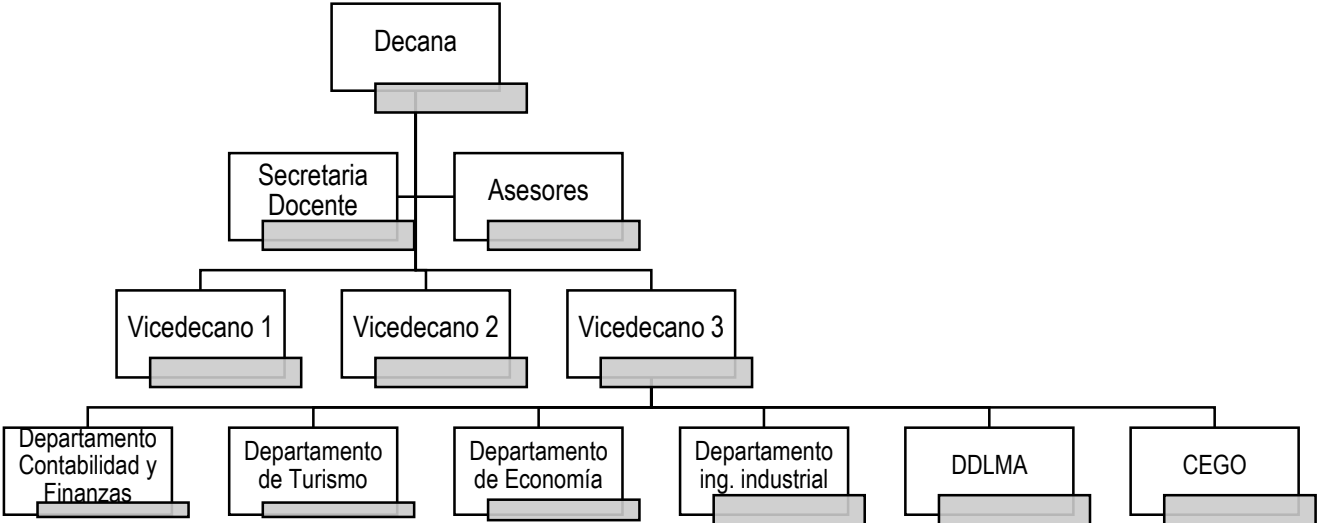 Decana
Secretaria
Docente
Asesores
Vicedecano 1
Vicedecano 2
Vicedecano 3
Departamento
Contabilidad y
Finanzas
Departamento
de Turismo
Departamento
de Economía
Departamento
ing. industrial
DDLMA
CEGO